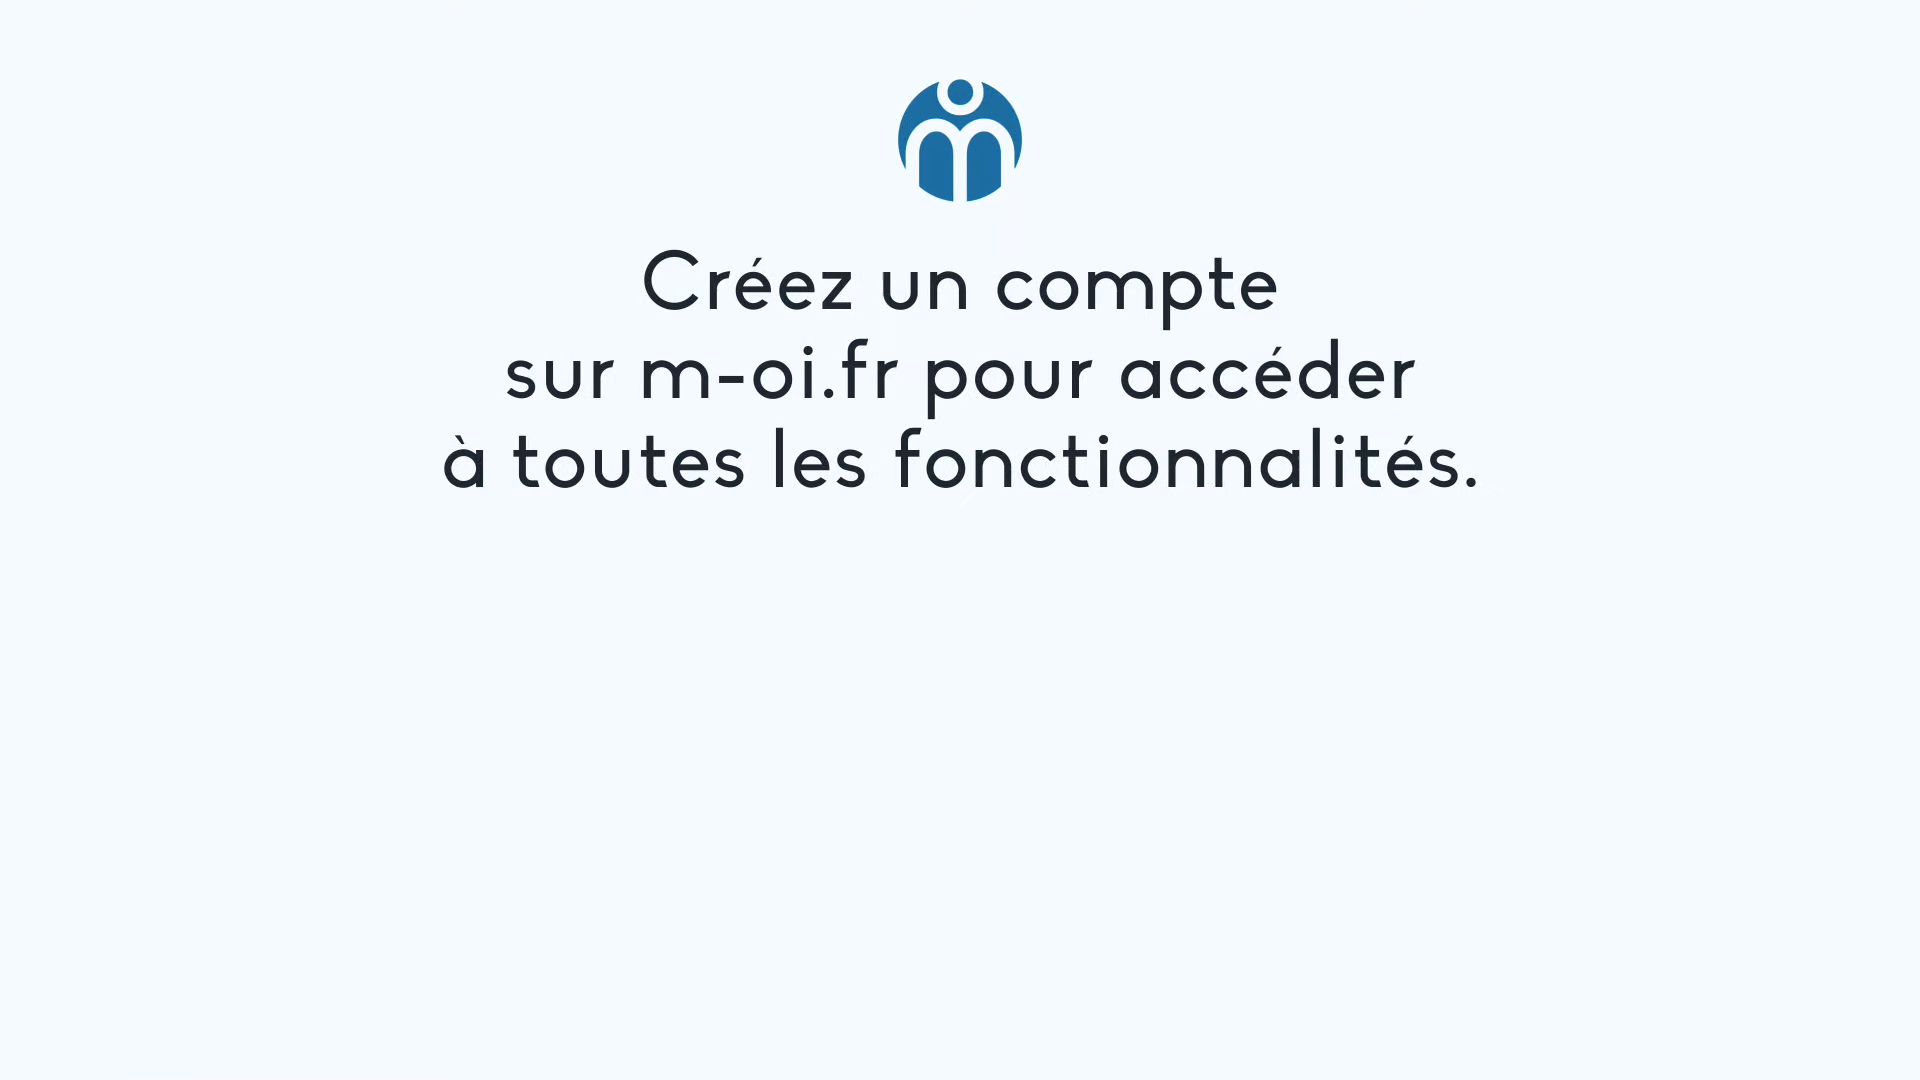 Créez un compte
sur m-oi.fr pour accéder
à toutes les fonctionnalités.